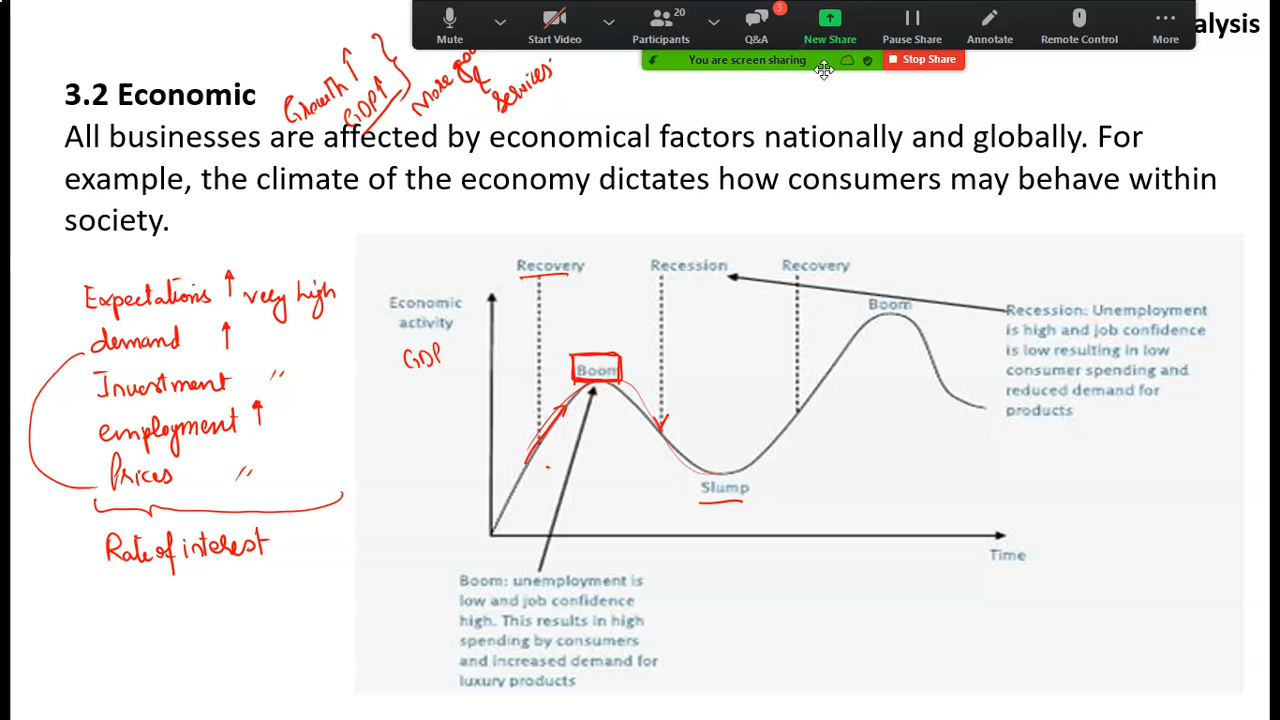 alysis
20
3
Mute
Start Video
Participants
Q&A
New Share
Pause Share
Annotate
Remote Control
More
You are screen sharing
Stop Share
Growth ↑
GDP↑
More goods & services
3.2 Economic
All businesses are affected by economical factors nationally and globally. For
example, the climate of the economy dictates how consumers may behave within
society.
Expectations ↑ very high
demand ↑
Investment "
employment ↑
Prices "
Rate of interest
Recovery
Recession
Recovery
Economic
activity
GDP
Boom
Boom
Slump
Time
Recession: Unemployment
is high and job confidence
is low resulting in low
consumer spending and
reduced demand for
products
Boom: unemployment is
low and job confidence
high. This results in high
spending by consumers
and increased demand for
luxury products